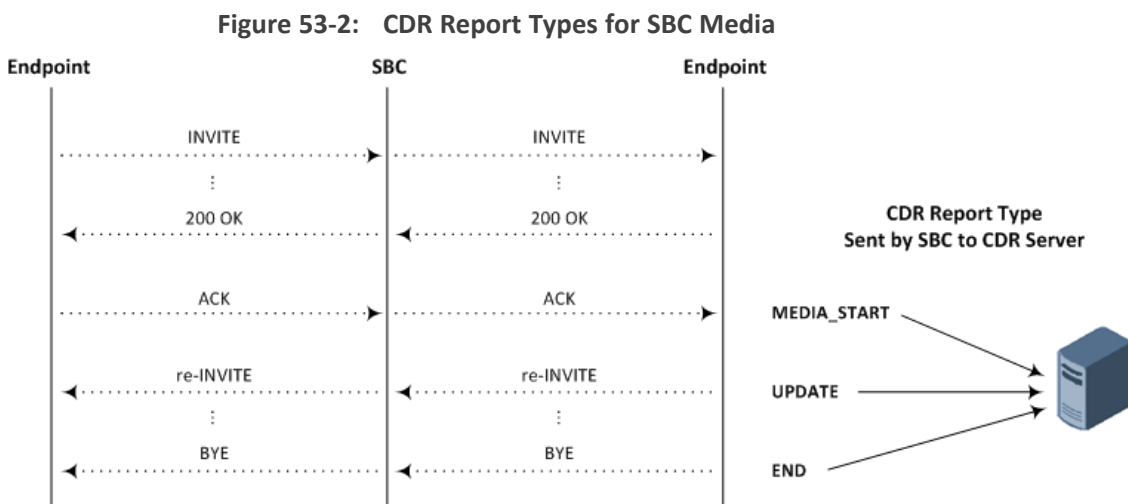 Figure 53-2: CDR Report Types for SBC Media
Endpoint SBC Endpoint
INVITE INVITE
200 OK 200 OK
CDR Report Type
Sent by SBC to CDR Server
ACK ACK
MEDIA_START
re-INVITE re-INVITE
UPDATE
BYE BYE
END